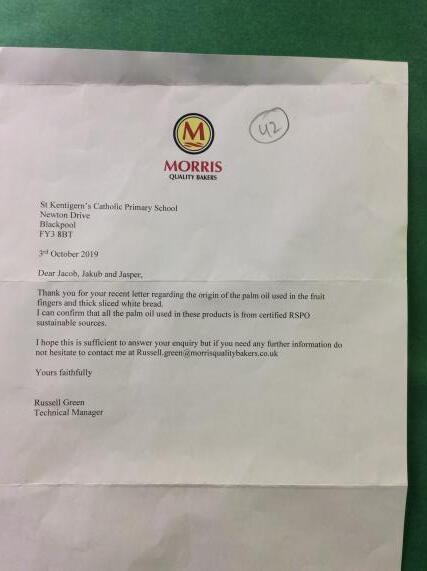 M
42
MORRIS
QUALITY BAKERS
St Kentigern's Catholic Primary School
Newton Drive
Blackpool
FY3 8BT
3rd October 2019
Dear Jacob, Jakub and Jasper,
Thank you for your recent letter regarding the origin of the palm oil used in the fruit
fingers and thick sliced white bread.
I can confirm that all the palm oil used in these products is from certified RSPO
sustainable sources.
I hope this is sufficient to answer your enquiry but if you need any further information do
not hesitate to contact me at Russell.green@morrisqualitybakers.co.uk
Yours faithfully
Russell Green
Technical Manager